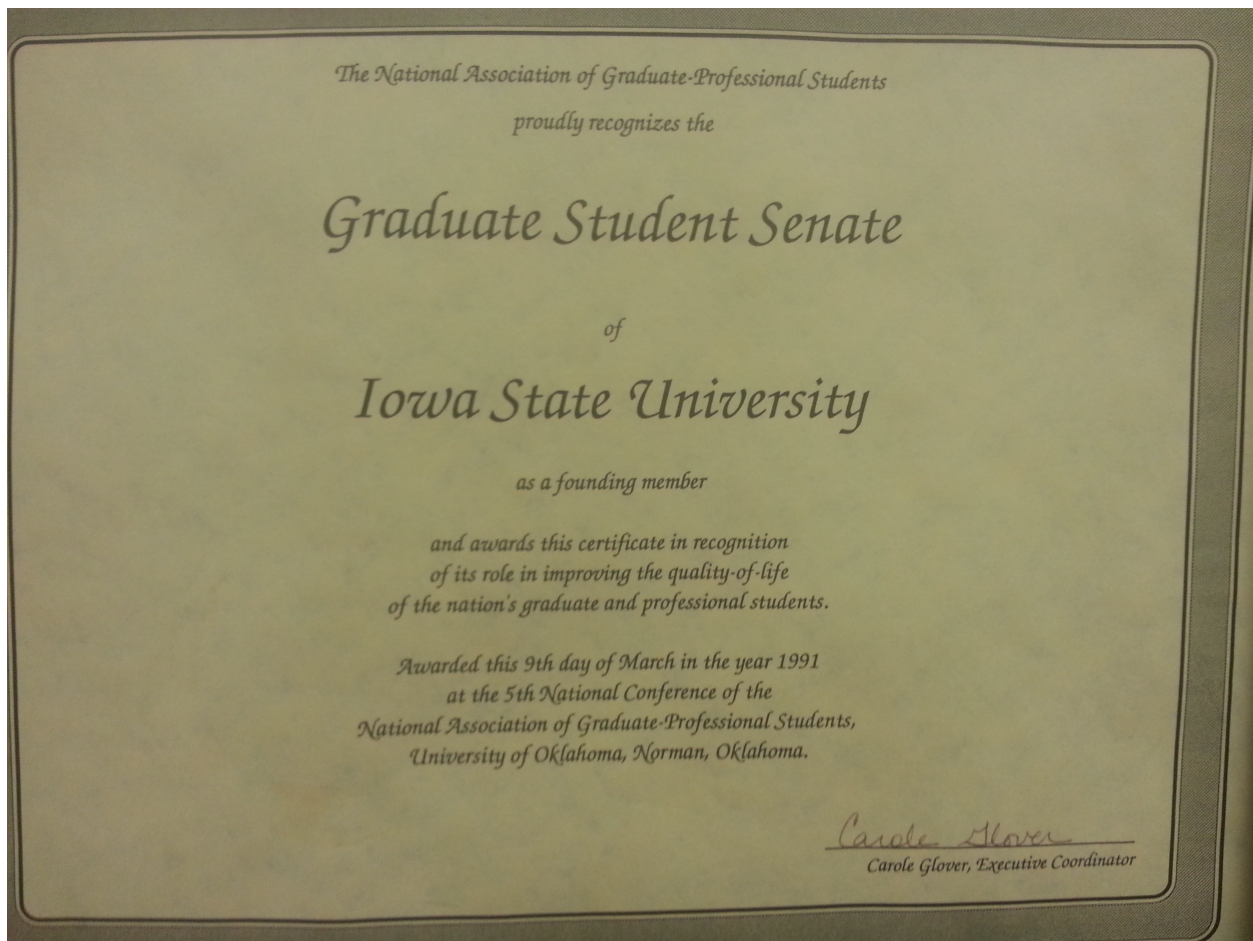 The National Association of Graduate-Professional Students
proudly recognizes the
Graduate Student Senate
of
Iowa State University
as a founding member
and awards this certificate in recognition
of its role in improving the quality-of-life
of the nation's graduate and professional students.
Awarded this 9th day of March in the year 1991
at the 5th National Conference of the
National Association of Graduate-Professional Students,
University of Oklahoma, Norman, Oklahoma.
Carole Glover
Carole Glover, Executive Coordinator